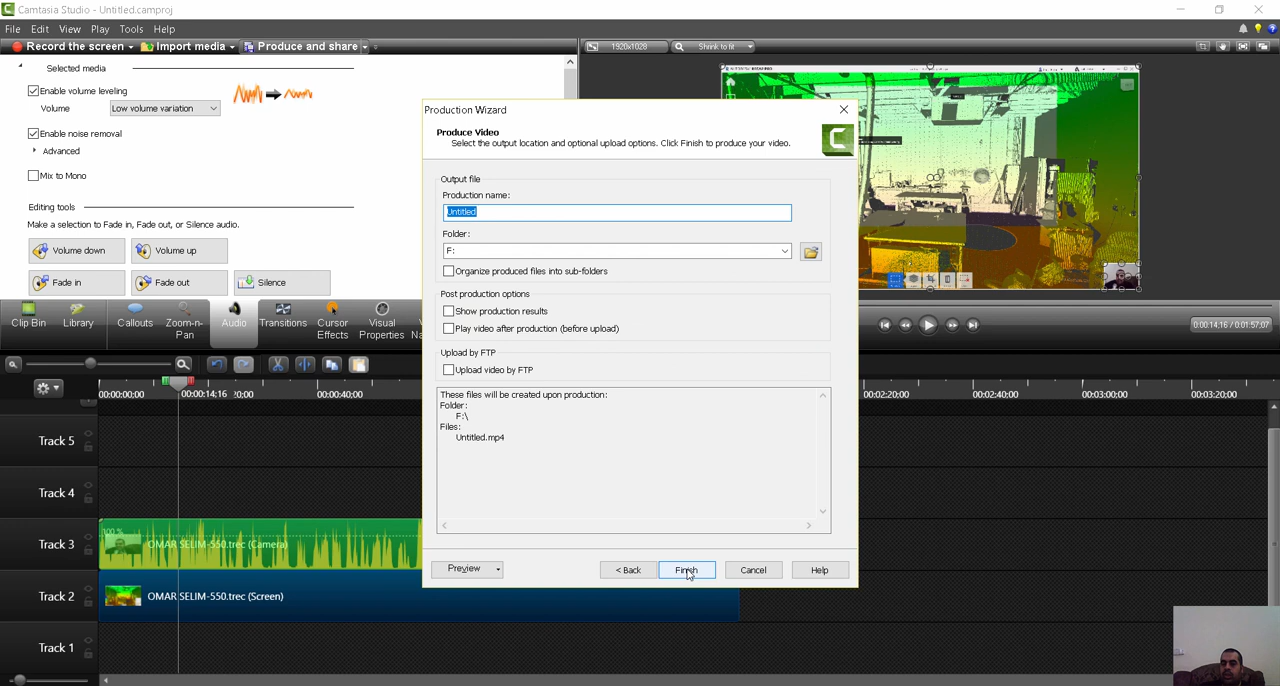 Camtasia Studio - Untitled.camproj
File Edit View Play Tools Help
Record the screen Import media Produce and share
1920x1028 Shrink to fit
Selected media
Enable volume leveling
Volume Low volume variation
Enable noise removal
Advanced
Mix to Mono
Editing tools
Make a selection to Fade in, Fade out, or Silence audio.
Volume down Volume up
Fade in Fade out Silence
Clip Bin Library Callouts Zoom-n-Pan Audio Transitions Cursor Effects Visual Properties
Production Wizard
Produce Video
Select the output location and optional upload options. Click Finish to produce your video.
Output file
Production name:
Untitled
Folder:
F:
Organize produced files into sub-folders
Post production options
Show production results
Play video after production (before upload)
Upload by FTP
Upload video by FTP
These files will be created upon production:
Folder:
F:\
Files:
Untitled.mp4
Preview < Back Finish Cancel Help
0:00:14;16 / 0:01:57;07
00:00:00;00 00:00:14;16 00:00:40;00 00:02:20;00 00:02:40;00 00:03:00;00 00:03:20;00
Track 5
Track 4
Track 3
100 %
OMAR SELIM-550.trec (Camera)
Track 2
OMAR SELIM-550.trec (Screen)
Track 1